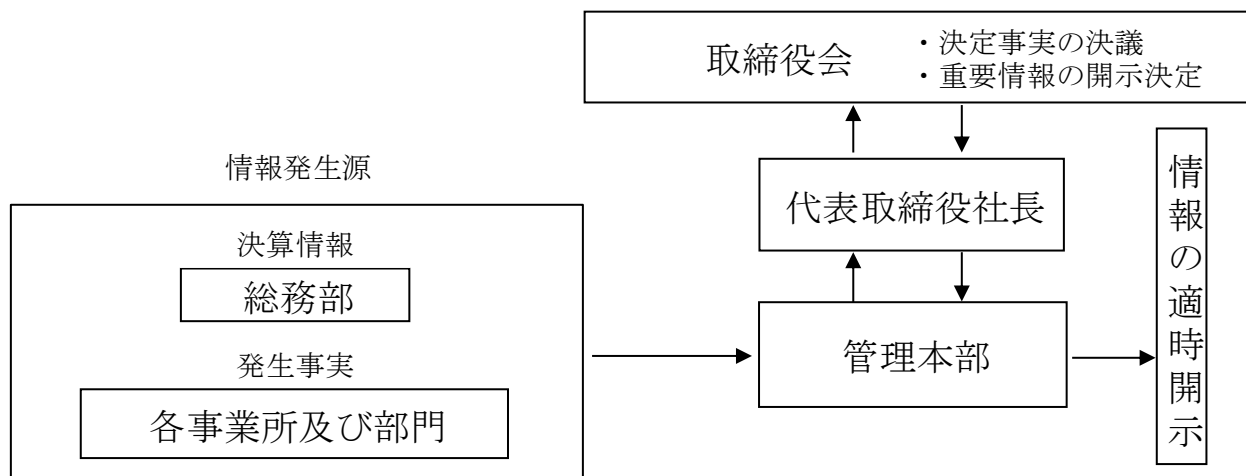 取締役会
・決定事実の決議
・重要情報の開示決定
情報発生源
代表取締役社長
決算情報
総務部
発生事実
各事業所及び部門
管理本部
情報の適時開示